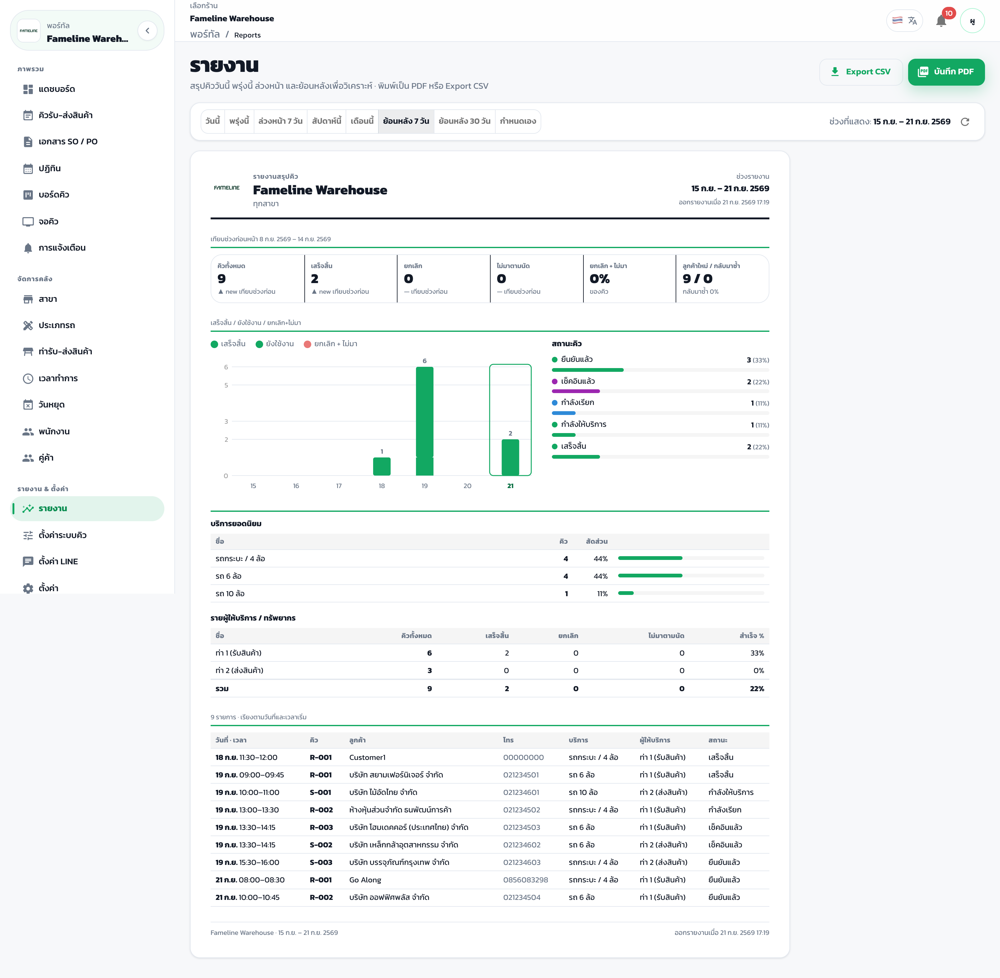 FAMELINE
พอร์ทัล
Fameline Wareh...
ภาพรวม
แดชบอร์ด
คิวรับ-ส่งสินค้า
เอกสาร SO / PO
ปฏิทิน
บอร์ดคิว
จอคิว
การแจ้งเตือน
จัดการคลัง
สาขา
ประเภทรถ
ท่ารับ-ส่งสินค้า
เวลาทำการ
วันหยุด
พนักงาน
คู่ค้า
รายงาน & ตั้งค่า
รายงาน
ตั้งค่าระบบคิว
ตั้งค่า LINE
ตั้งค่า
เลือกร้าน
Fameline Warehouse
พอร์ทัล / Reports
10
ผู
รายงาน
สรุปคิววันนี้ พรุ่งนี้ ล่วงหน้า และย้อนหลังเพื่อวิเคราะห์ · พิมพ์เป็น PDF หรือ Export CSV
Export CSV
PDF บันทึก PDF
วันนี้ พรุ่งนี้ ล่วงหน้า 7 วัน สัปดาห์นี้ เดือนนี้ ย้อนหลัง 7 วัน ย้อนหลัง 30 วัน กำหนดเอง
ช่วงที่แสดง: 15 ก.ย. – 21 ก.ย. 2569
FAMELINE
รายงานสรุปคิว
Fameline Warehouse
ทุกสาขา
ช่วงรายงาน
15 ก.ย. – 21 ก.ย. 2569
ออกรายงานเมื่อ 21 ก.ย. 2569 17:19
เทียบช่วงก่อนหน้า 8 ก.ย. 2569 – 14 ก.ย. 2569
คิวทั้งหมด
9
▲ new เทียบช่วงก่อน
เสร็จสิ้น
2
▲ new เทียบช่วงก่อน
ยกเลิก
0
— เทียบช่วงก่อน
ไม่มาตามนัด
0
— เทียบช่วงก่อน
ยกเลิก + ไม่มา
0%
ของคิว
ลูกค้าใหม่ / กลับมาซ้ำ
9 / 0
กลับมาซ้ำ 0%
เสร็จสิ้น / ยังใช้งาน / ยกเลิก+ไม่มา
เสร็จสิ้น ยังใช้งาน ยกเลิก + ไม่มา
6
5
3
2
0
1
6
2
15 16 17 18 19 20 21
สถานะคิว
ยืนยันแล้ว 3 (33%)
เช็คอินแล้ว 2 (22%)
กำลังเรียก 1 (11%)
กำลังให้บริการ 1 (11%)
เสร็จสิ้น 2 (22%)
บริการยอดนิยม
ชื่อ คิว สัดส่วน
รถกระบะ / 4 ล้อ 4 44%
รถ 6 ล้อ 4 44%
รถ 10 ล้อ 1 11%
รายผู้ให้บริการ / ทรัพยากร
ชื่อ คิวทั้งหมด เสร็จสิ้น ยกเลิก ไม่มาตามนัด สำเร็จ %
ท่า 1 (รับสินค้า) 6 2 0 0 33%
ท่า 2 (ส่งสินค้า) 3 0 0 0 0%
รวม 9 2 0 0 22%
9 รายการ · เรียงตามวันที่และเวลาเริ่ม
วันที่ · เวลา คิว ลูกค้า โทร บริการ ผู้ให้บริการ สถานะ
18 ก.ย. 11:30–12:00 R-001 Customer1 00000000 รถกระบะ / 4 ล้อ ท่า 1 (รับสินค้า) เสร็จสิ้น
19 ก.ย. 09:00–09:45 R-001 บริษัท สยามเฟอร์นิเจอร์ จำกัด 021234501 รถ 6 ล้อ ท่า 1 (รับสินค้า) เสร็จสิ้น
19 ก.ย. 10:00–11:00 S-001 บริษัท ไม้อัดไทย จำกัด 021234601 รถ 10 ล้อ ท่า 2 (ส่งสินค้า) กำลังให้บริการ
19 ก.ย. 13:00–13:30 R-002 ห้างหุ้นส่วนจำกัด ธนพัฒน์การค้า 021234502 รถกระบะ / 4 ล้อ ท่า 1 (รับสินค้า) กำลังเรียก
19 ก.ย. 13:30–14:15 R-003 บริษัท โฮมเดคคอร์ (ประเทศไทย) จำกัด 021234503 รถ 6 ล้อ ท่า 1 (รับสินค้า) เช็คอินแล้ว
19 ก.ย. 13:30–14:15 S-002 บริษัท เหล็กกล้าอุตสาหกรรม จำกัด 021234602 รถ 6 ล้อ ท่า 2 (ส่งสินค้า) เช็คอินแล้ว
19 ก.ย. 15:30–16:00 S-003 บริษัท บรรจุภัณฑ์กรุงเทพ จำกัด 021234603 รถกระบะ / 4 ล้อ ท่า 2 (ส่งสินค้า) ยืนยันแล้ว
21 ก.ย. 08:00–08:30 R-001 Go Along 0856083298 รถกระบะ / 4 ล้อ ท่า 1 (รับสินค้า) ยืนยันแล้ว
21 ก.ย. 10:00–10:45 R-002 บริษัท ออฟฟิศพลัส จำกัด 021234504 รถ 6 ล้อ ท่า 1 (รับสินค้า) ยืนยันแล้ว
Fameline Warehouse · 15 ก.ย. – 21 ก.ย. 2569
ออกรายงานเมื่อ 21 ก.ย. 2569 17:19